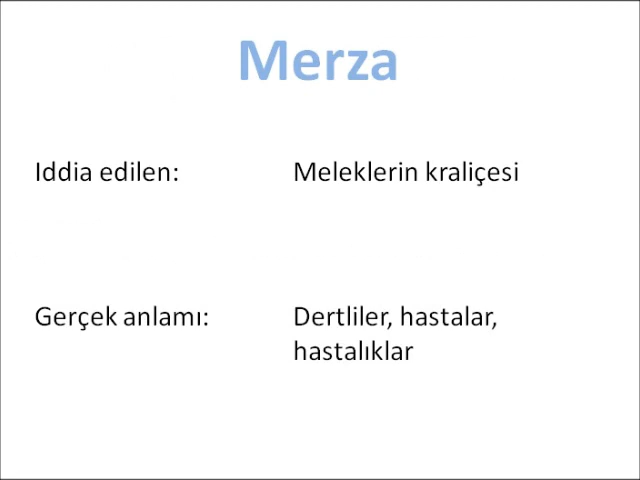 Merza
Iddia edilen: Meleklerin kraliçesi
Gerçek anlamı: Dertliler, hastalar,
hastalıklar